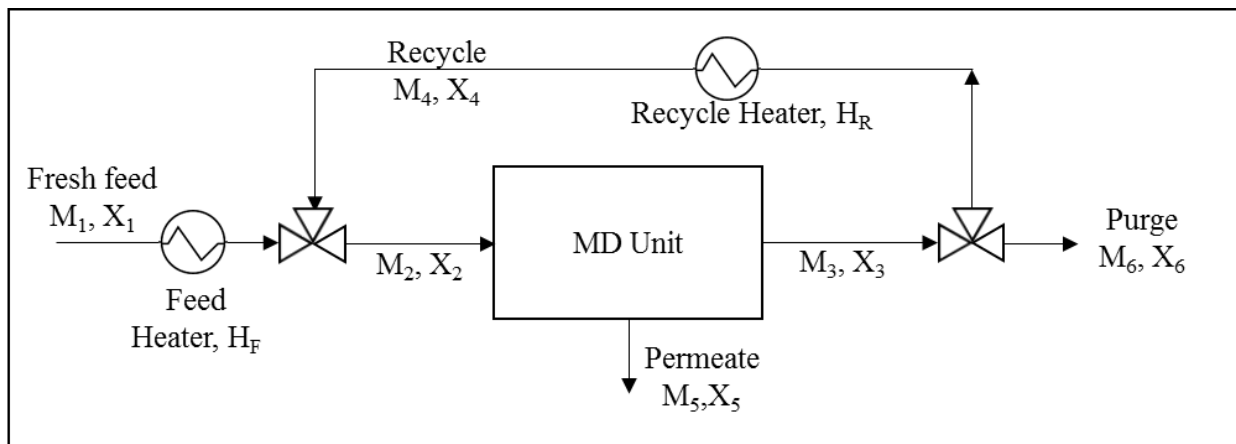 Recycle
M₄, X₄
Recycle Heater, H_R
Fresh feed
M₁, X₁
MD Unit
Purge
M₆, X₆
M₂, X₂
M₃, X₃
Feed
Heater, H_F
Permeate
M₅,X₅